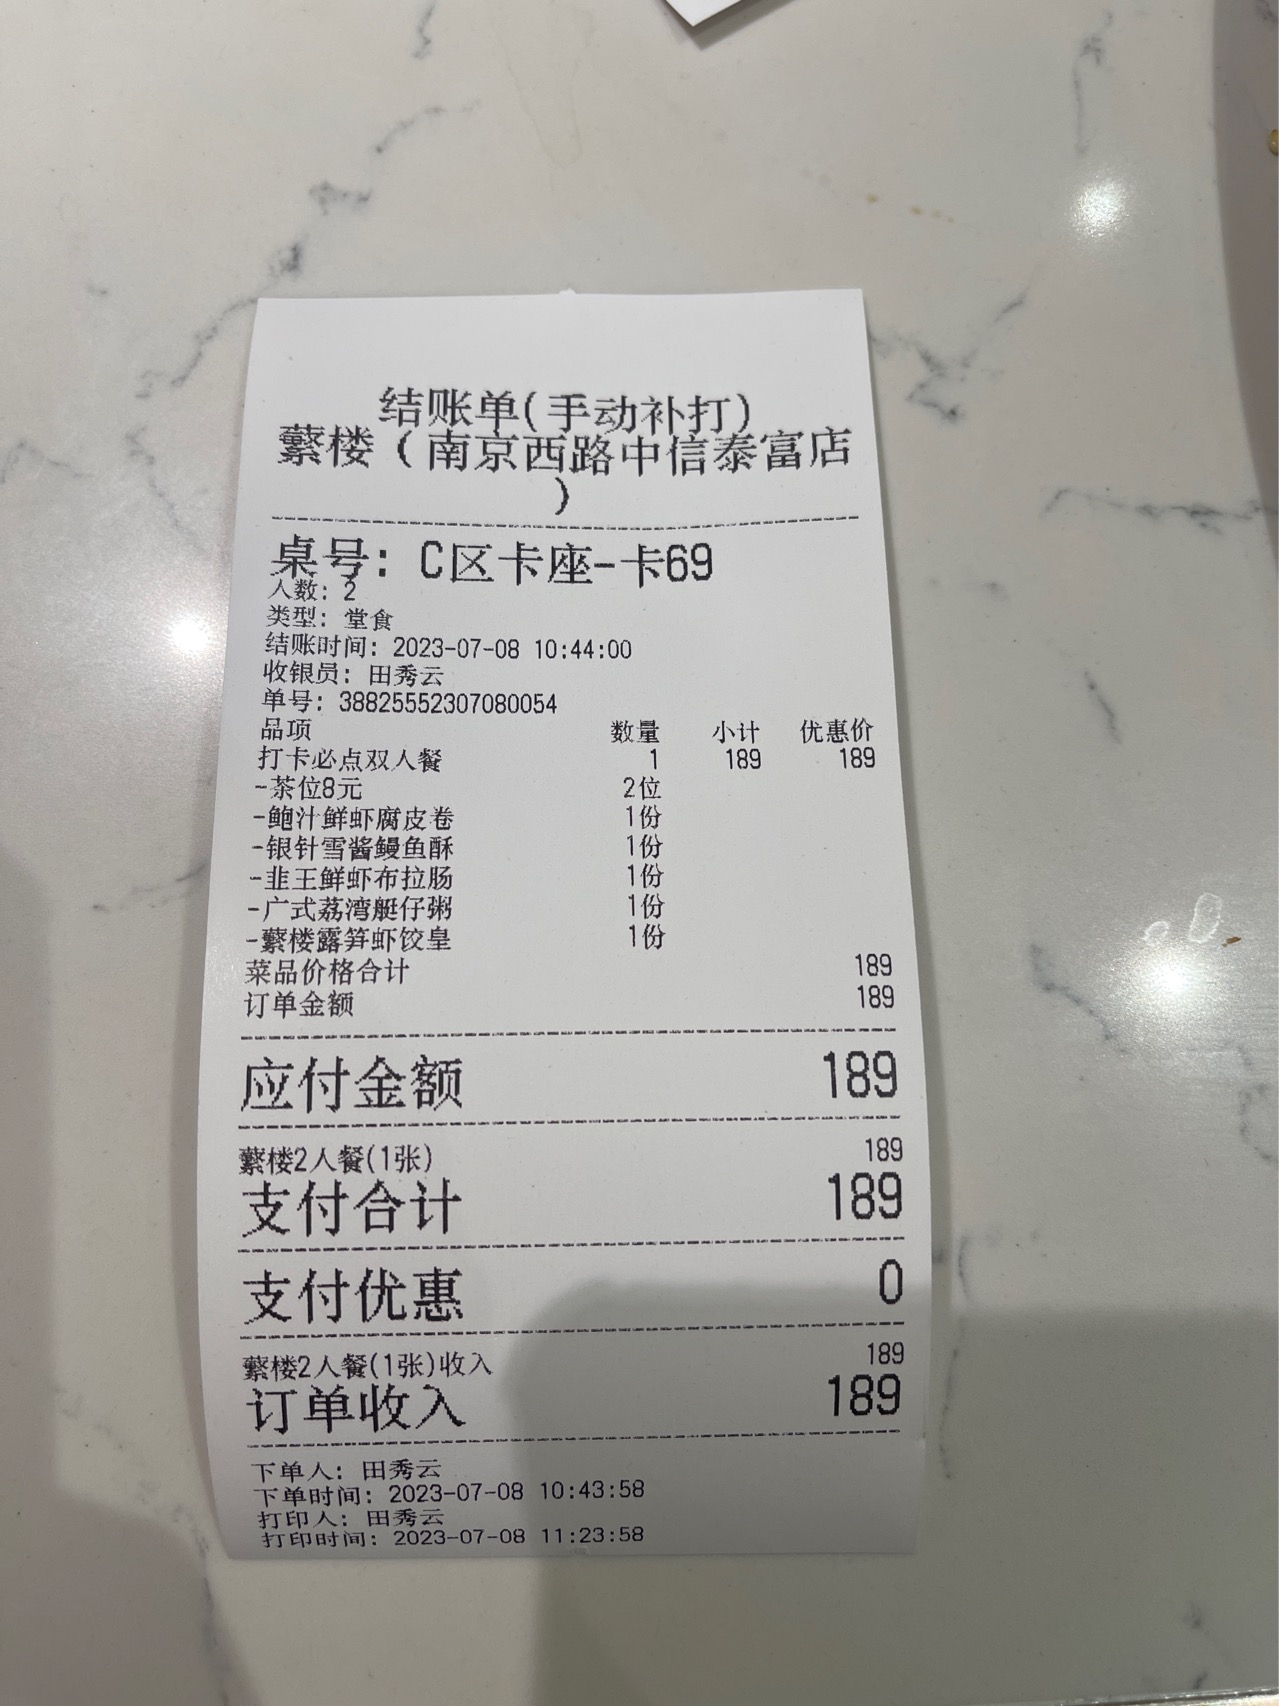 结账单(手动补打)
蘩楼（南京西路中信泰富店
）
桌号: C区卡座-卡69
人数: 2
类型: 堂食
结账时间: 2023-07-08 10:44:00
收银员: 田秀云
单号: 38825552307080054
品项 数量 小计 优惠价
打卡必点双人餐 1 189 189
-茶位8元 2位
-鲍汁鲜虾腐皮卷 1份
-银针雪酱鳗鱼酥 1份
-韭王鲜虾布拉肠 1份
-广式荔湾艇仔粥 1份
-蘩楼露笋虾饺皇 1份
菜品价格合计 189
订单金额 189
应付金额 189
蘩楼2人餐(1张) 189
支付合计 189
支付优惠 0
蘩楼2人餐(1张)收入 189
订单收入 189
下单人: 田秀云
下单时间: 2023-07-08 10:43:58
打印人: 田秀云
打印时间: 2023-07-08 11:23:58